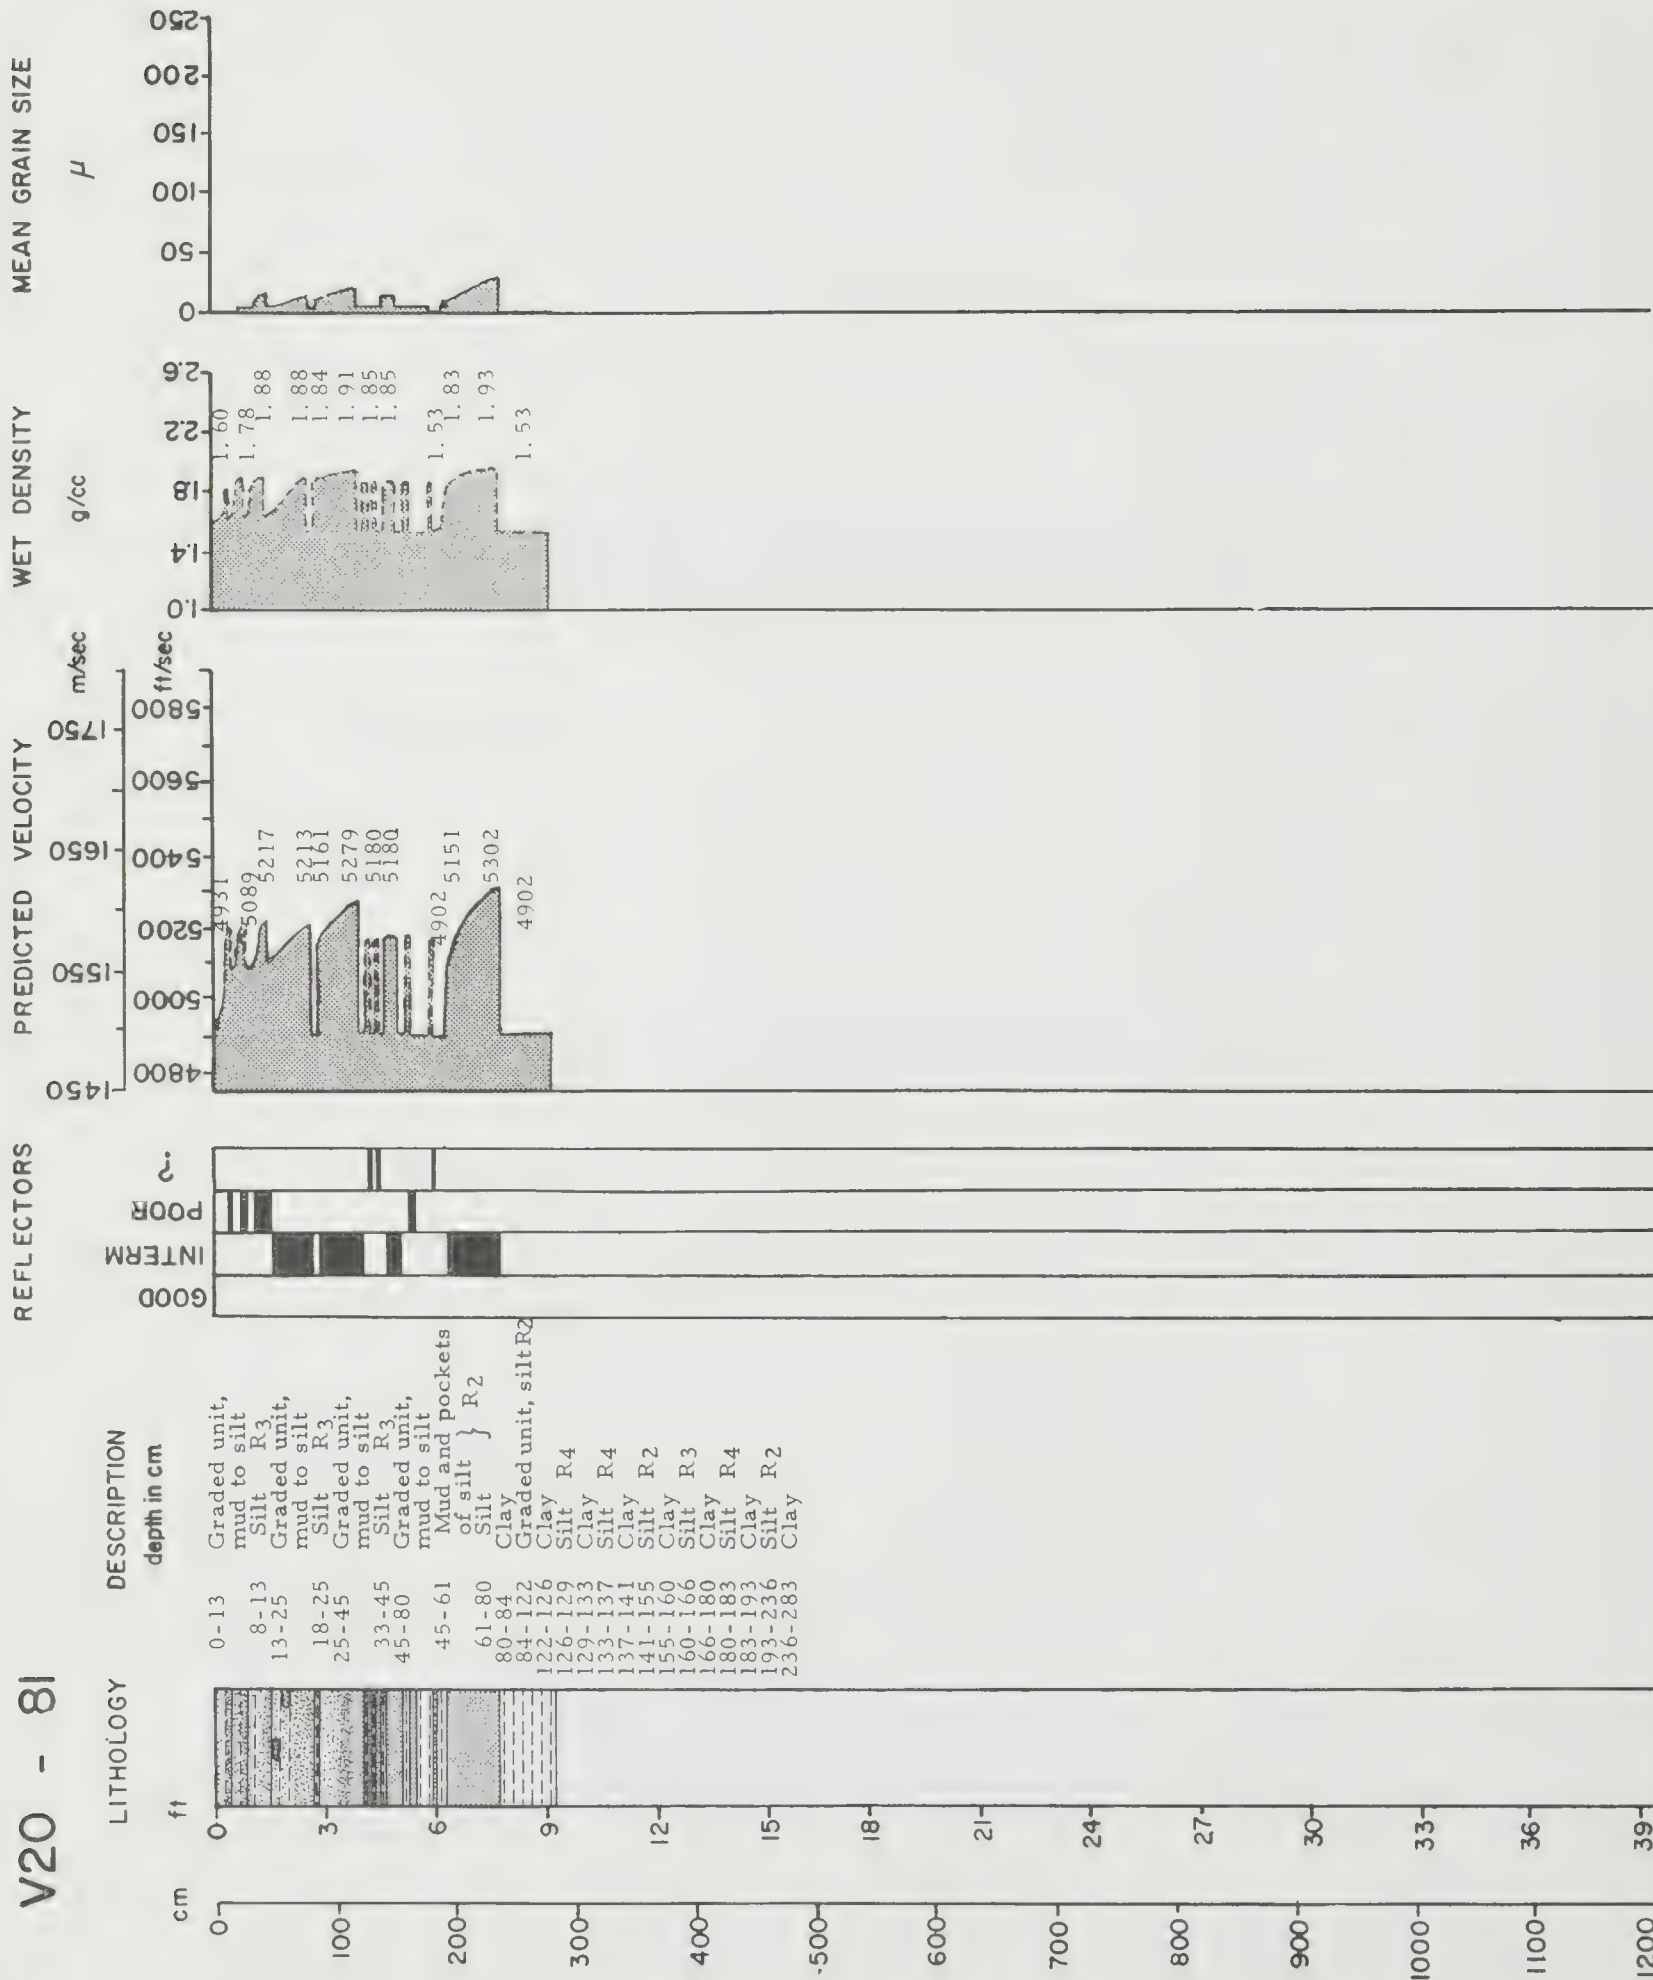 V20 - 81
LITHOLOGY
DESCRIPTION
REFLECTORS
PREDICTED VELOCITY
WET DENSITY
MEAN GRAIN SIZE
cm
ft
depth in cm
GOOD
INTERM
POOR
?
m/sec
ft/sec
g/cc
μ
1450
1550
1650
1750
4800
5000
5200
5400
5600
5800
1.0
1.4
1.8
2.2
2.6
0
50
100
150
200
250
0-13 Graded unit,
mud to silt
8-13 Silt R3
13-25 Graded unit,
mud to silt
18-25 Silt R3
25-45 Graded unit,
mud to silt
33-45 Silt R3
45-80 Graded unit,
mud to silt
45-61 Mud and pockets
of silt } R2
61-80 Silt
80-84 Clay
84-122 Graded unit, silt R2
122-126 Clay
126-129 Silt R4
129-133 Clay
133-137 Silt R4
137-141 Clay
141-155 Silt R2
155-160 Clay
160-166 Silt R3
166-180 Clay
180-183 Silt R4
183-193 Clay
193-236 Silt R2
236-283 Clay
4931
5089
5217
5213
5161
5279
5180
5180
4902
5151
5302
4902
1.60
1.78
1.88
1.88
1.84
1.91
1.85
1.85
1.53
1.83
1.93
1.53
0
3
6
9
12
15
18
21
24
27
30
33
36
39
0
100
200
300
400
500
600
700
800
900
1000
1100
1200